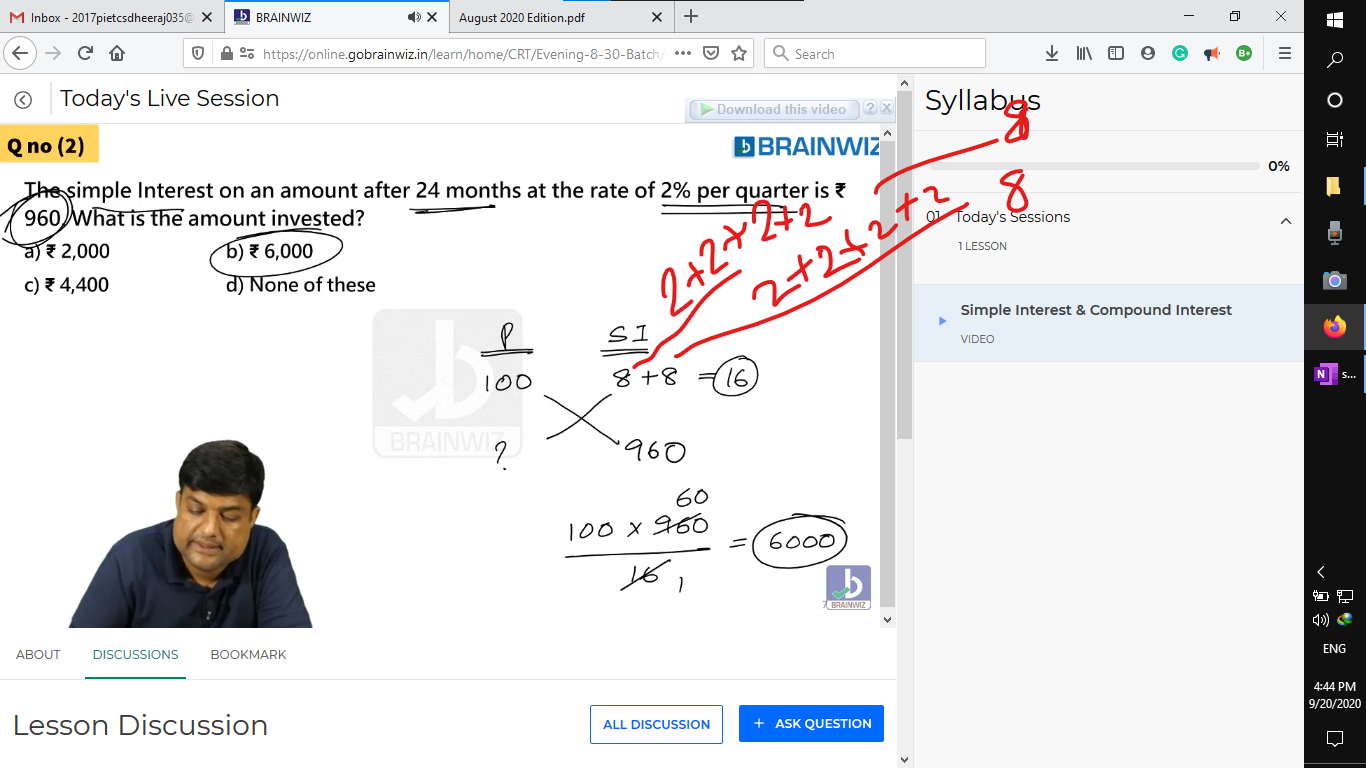 Inbox - 2017pietcsdheeraj035@
BRAINWIZ
August 2020 Edition.pdf
https://online.gobrainwiz.in/learn/home/CRT/Evening-8-30-Batch/
Search
Today's Live Session
Download this video
Syllabus
0%
01 Today's Sessions
1 LESSON
Simple Interest & Compound Interest
VIDEO
Q no (2)
BRAINWIZ
The simple Interest on an amount after 24 months at the rate of 2% per quarter is ₹
960 What is the amount invested?
a) ₹ 2,000 b) ₹ 6,000
c) ₹ 4,400 d) None of these
2+2+2+2 8
2+2+2+2 8
P SI
100 8+8 = 16
? 960
60
100 x 960 = 6000
16 1
BRAINWIZ
7
BRAINWIZ
ABOUT DISCUSSIONS BOOKMARK
Lesson Discussion
ALL DISCUSSION
+ ASK QUESTION
B+
N s...
ENG
4:44 PM
9/20/2020